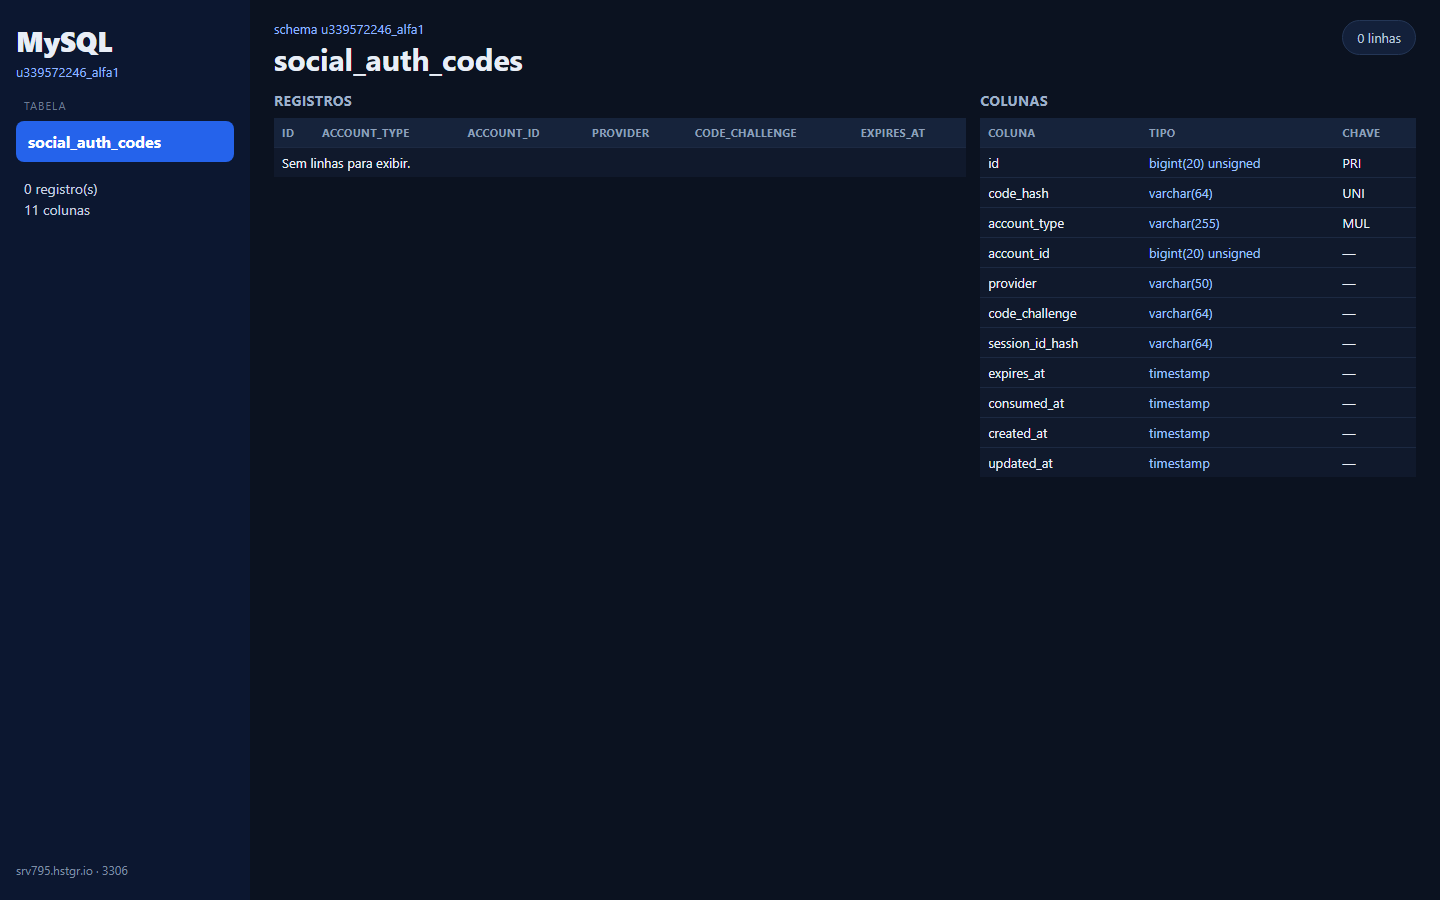 MySQL
u339572246_alfa1
TABELA
social_auth_codes
0 registro(s)
11 colunas
srv795.hstgr.io · 3306
schema u339572246_alfa1
social_auth_codes
0 linhas
REGISTROS
ID ACCOUNT_TYPE ACCOUNT_ID PROVIDER CODE_CHALLENGE EXPIRES_AT
Sem linhas para exibir.
COLUNAS
COLUNA TIPO CHAVE
id bigint(20) unsigned PRI
code_hash varchar(64) UNI
account_type varchar(255) MUL
account_id bigint(20) unsigned —
provider varchar(50) —
code_challenge varchar(64) —
session_id_hash varchar(64) —
expires_at timestamp —
consumed_at timestamp —
created_at timestamp —
updated_at timestamp —